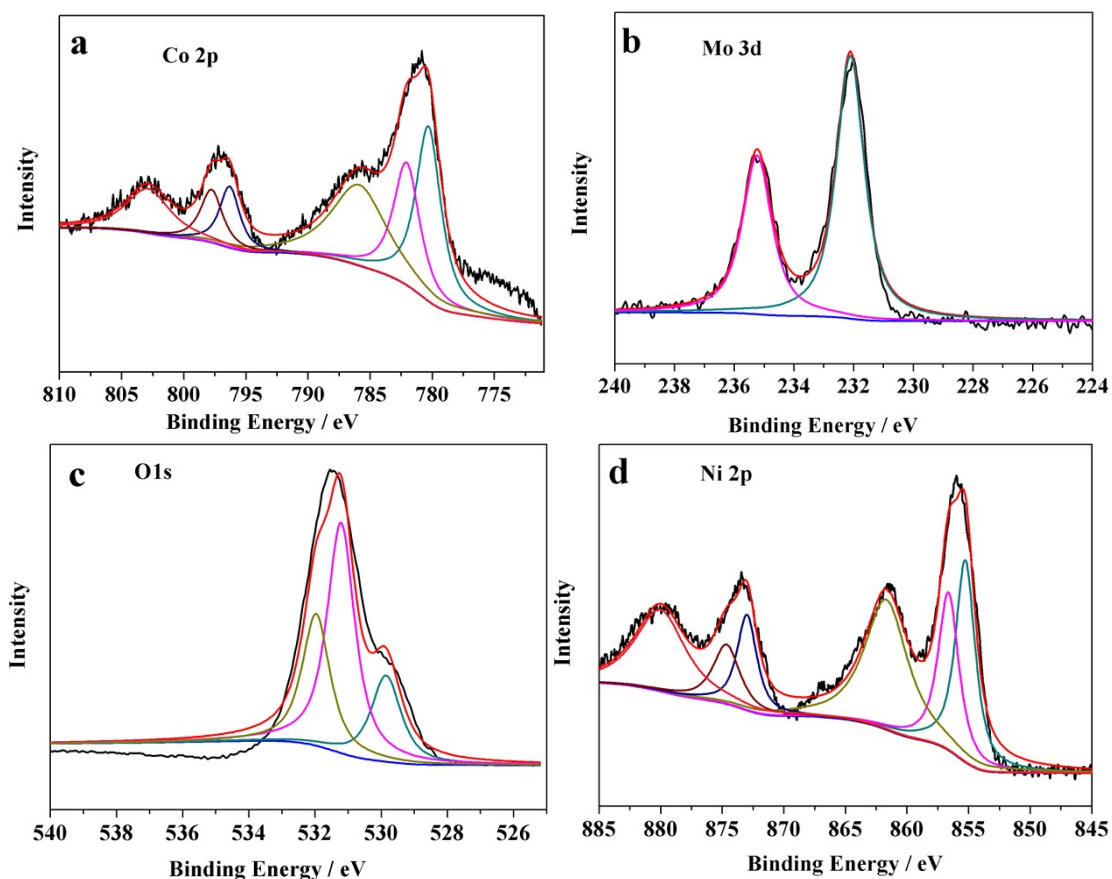 a
Co 2p
Intensity
810 805 800 795 790 785 780 775
Binding Energy / eV
b
Mo 3d
Intensity
240 238 236 234 232 230 228 226 224
Binding Energy / eV
c
O1s
Intensity
540 538 536 534 532 530 528 526
Binding Energy / eV
d
Ni 2p
Intensity
885 880 875 870 865 860 855 850 845
Binding Energy / eV